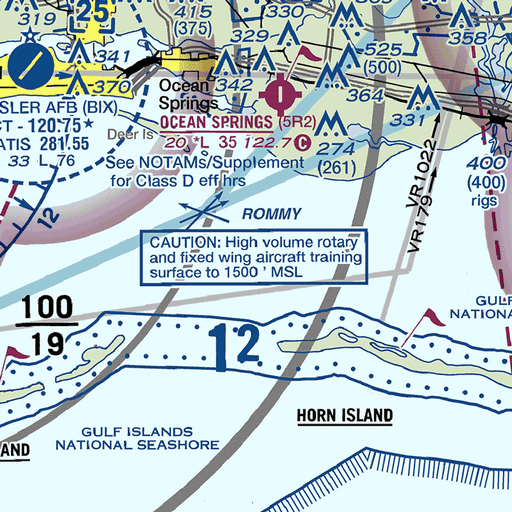 319
25
415
(375)
330
329
358
341
525
(500)
370
342
364
331
Ocean
Springs
SLER AFB (BIX)
CT - 120.75★
ATIS 281.55
33 L 76
Deer Is
OCEAN SPRINGS (5R2)
20 *L 35 122.7 C
274
(261)
See NOTAMs/Supplement
for Class D eff hrs
400
(400)
rigs
VR1022
VR179
12
ROMMY
CAUTION: High volume rotary
and fixed wing aircraft training
surface to 1500 ' MSL
100
19
12
GULF
NATIONAL
HORN ISLAND
GULF ISLANDS
NATIONAL SEASHORE
AND